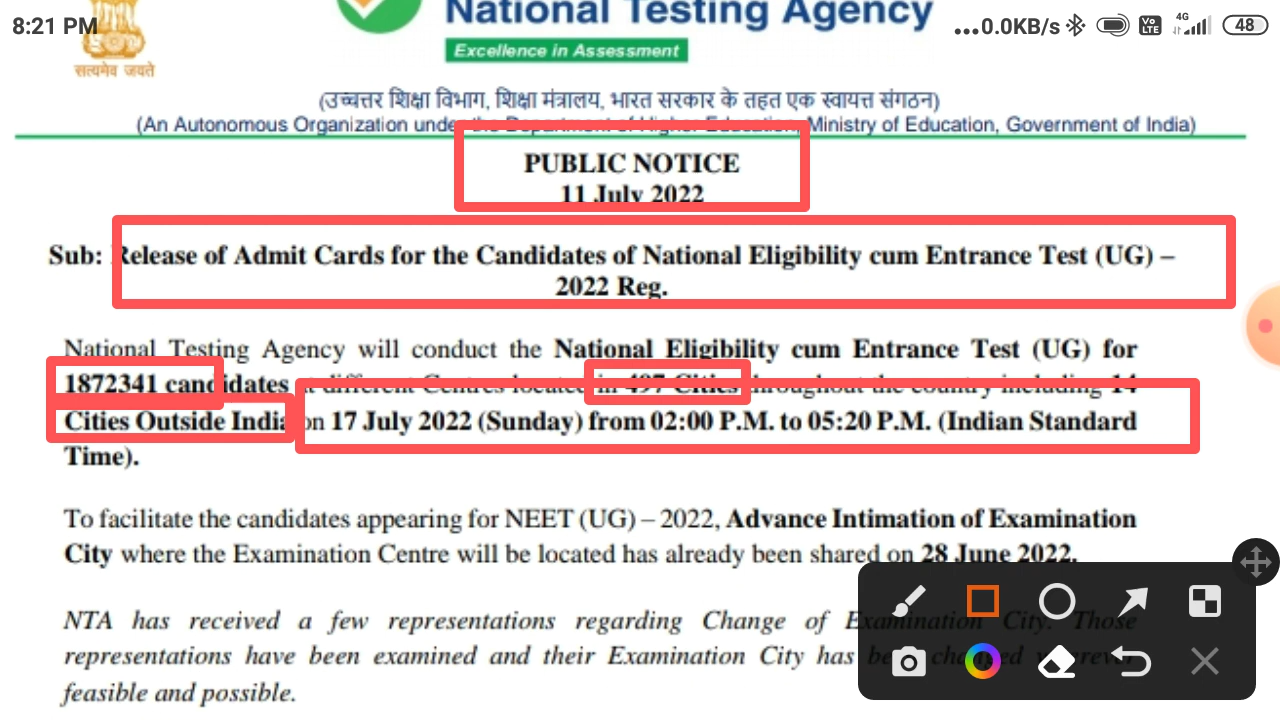 8:21 PM
...0.0KB/s
Vo LTE
4G
48
National Testing Agency
Excellence in Assessment
सत्यमेव जयते
(उच्चत्तर शिक्षा विभाग, शिक्षा मंत्रालय, भारत सरकार के तहत एक स्वायत्त संगठन)
(An Autonomous Organization under the Department of Higher Education, Ministry of Education, Government of India)
PUBLIC NOTICE
11 July 2022
Sub: Release of Admit Cards for the Candidates of National Eligibility cum Entrance Test (UG) –
2022 Reg.
National Testing Agency will conduct the National Eligibility cum Entrance Test (UG) for
1872341 candidates at different Centres located in 497 Cities throughout the country including 14
Cities Outside India on 17 July 2022 (Sunday) from 02:00 P.M. to 05:20 P.M. (Indian Standard
Time).
To facilitate the candidates appearing for NEET (UG) – 2022, Advance Intimation of Examination
City where the Examination Centre will be located has already been shared on 28 June 2022.
NTA has received a few representations regarding Change of Examination City. Those
representations have been examined and their Examination City has been changed wherever
feasible and possible.